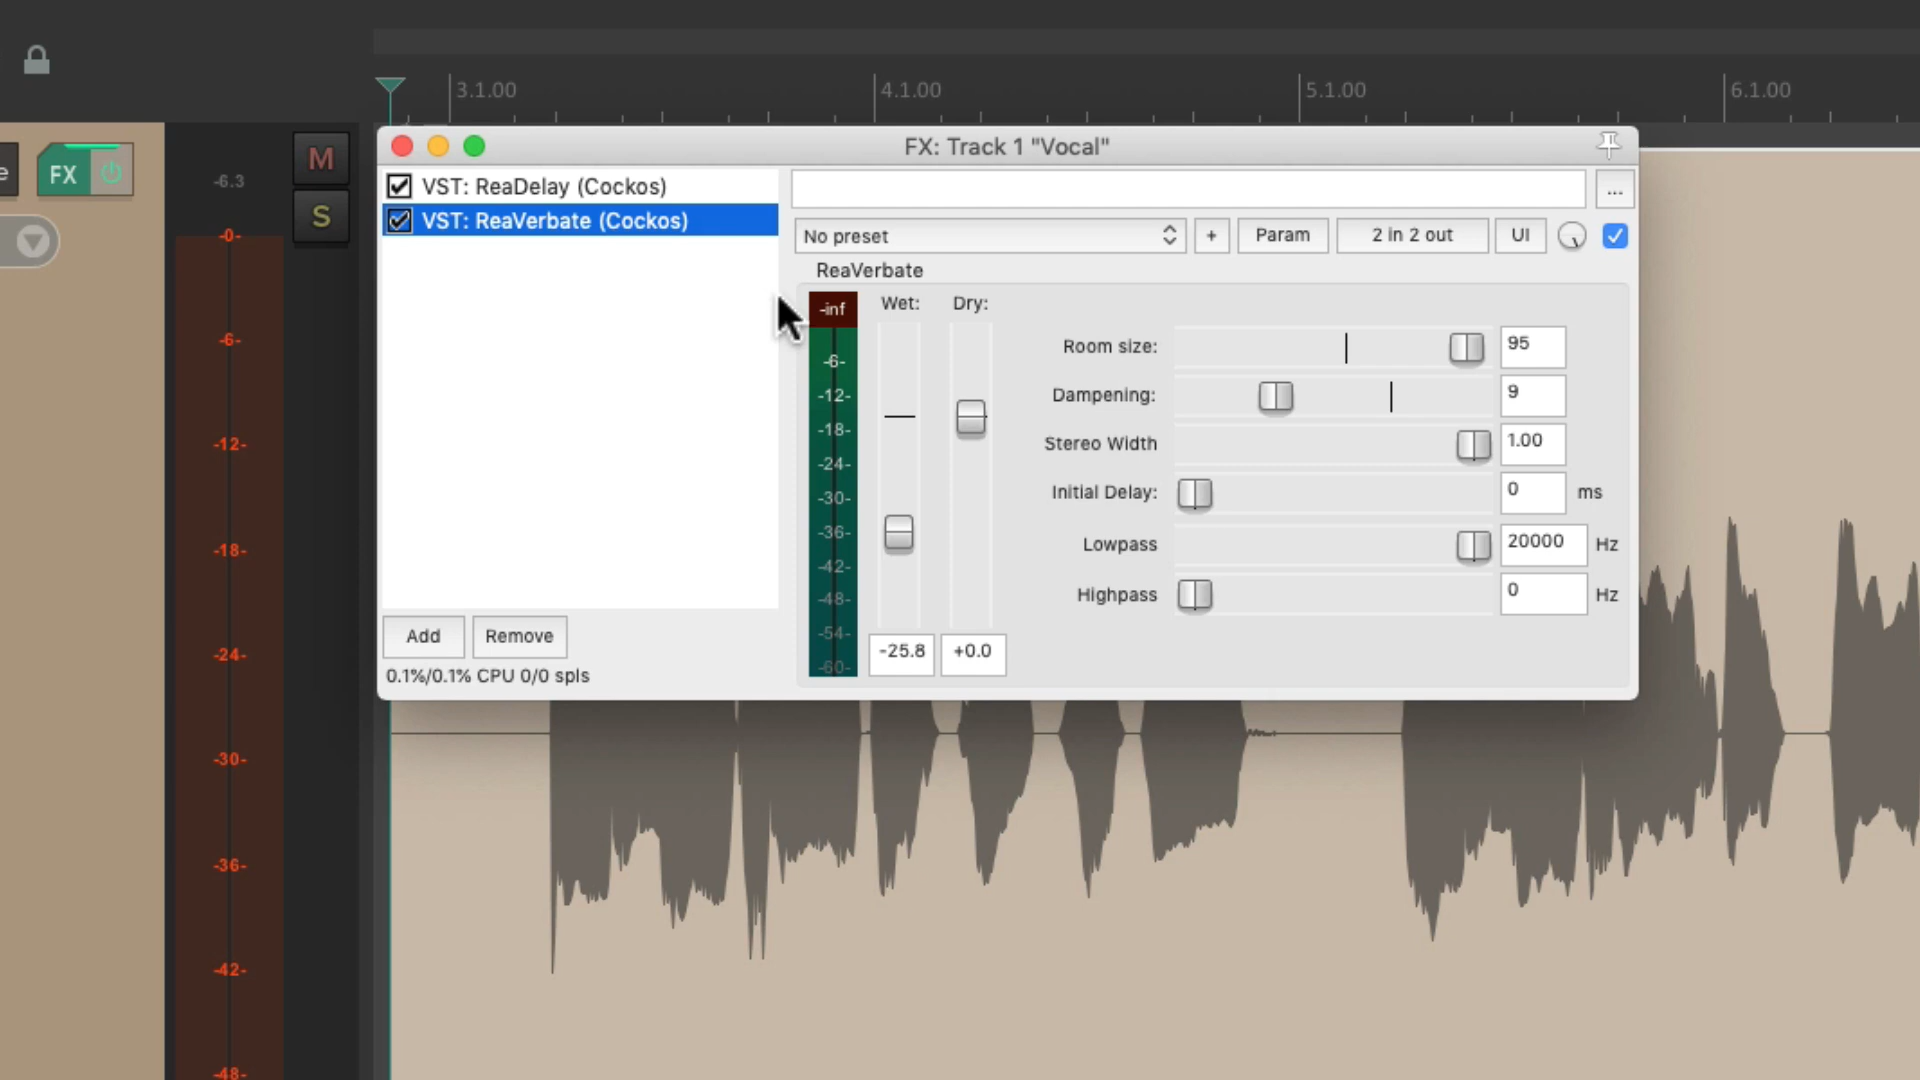 3.1.00 4.1.00 5.1.00 6.1.00
e FX -6.3 M
S
-0-
-6-
-12-
-18-
-24-
-30-
-36-
-42-
-48-
FX: Track 1 "Vocal"
VST: ReaDelay (Cockos)
VST: ReaVerbate (Cockos)
Add Remove
0.1%/0.1% CPU 0/0 spls
...
No preset + Param 2 in 2 out UI
ReaVerbate
-inf Wet: Dry:
-6-
-12-
-18-
-24-
-30-
-36-
-42-
-48-
-54-
-60-
-25.8 +0.0
Room size: 95
Dampening: 9
Stereo Width 1.00
Initial Delay: 0 ms
Lowpass 20000 Hz
Highpass 0 Hz